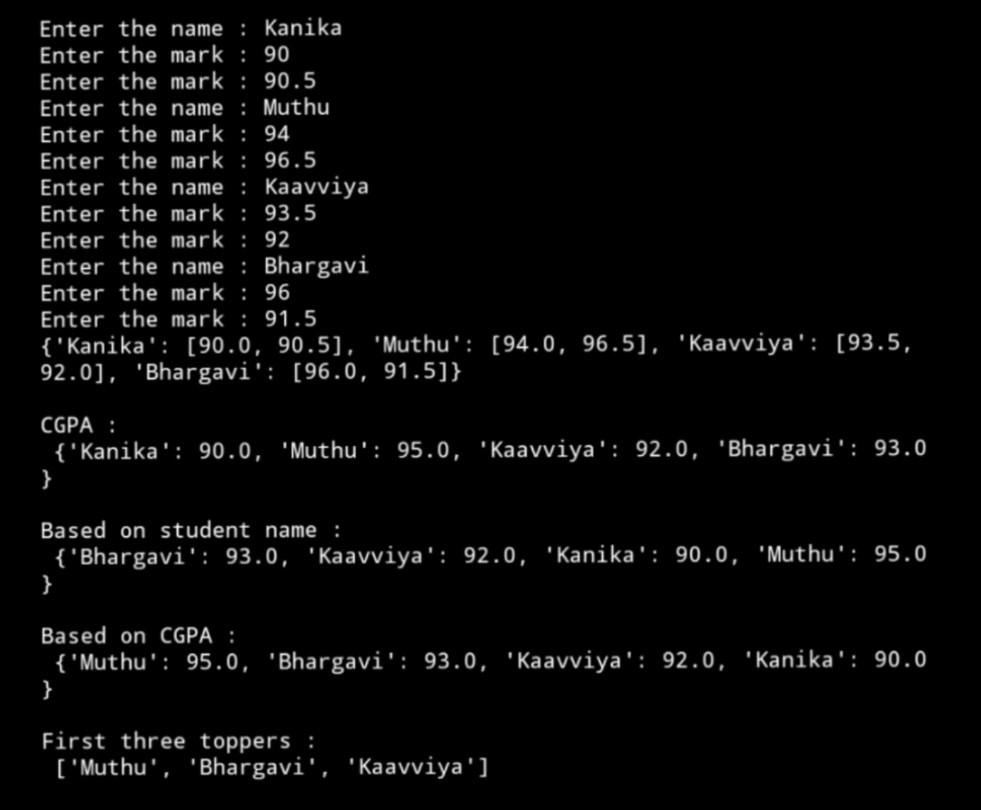 Enter the name : Kanika
Enter the mark : 90
Enter the mark : 90.5
Enter the name : Muthu
Enter the mark : 94
Enter the mark : 96.5
Enter the name : Kaavviya
Enter the mark : 93.5
Enter the mark : 92
Enter the name : Bhargavi
Enter the mark : 96
Enter the mark : 91.5
{'Kanika': [90.0, 90.5], 'Muthu': [94.0, 96.5], 'Kaavviya': [93.5,
92.0], 'Bhargavi': [96.0, 91.5]}
CGPA :
{'Kanika': 90.0, 'Muthu': 95.0, 'Kaavviya': 92.0, 'Bhargavi': 93.0
}
Based on student name :
{'Bhargavi': 93.0, 'Kaavviya': 92.0, 'Kanika': 90.0, 'Muthu': 95.0
}
Based on CGPA :
{'Muthu': 95.0, 'Bhargavi': 93.0, 'Kaavviya': 92.0, 'Kanika': 90.0
}
First three toppers :
['Muthu', 'Bhargavi', 'Kaavviya']